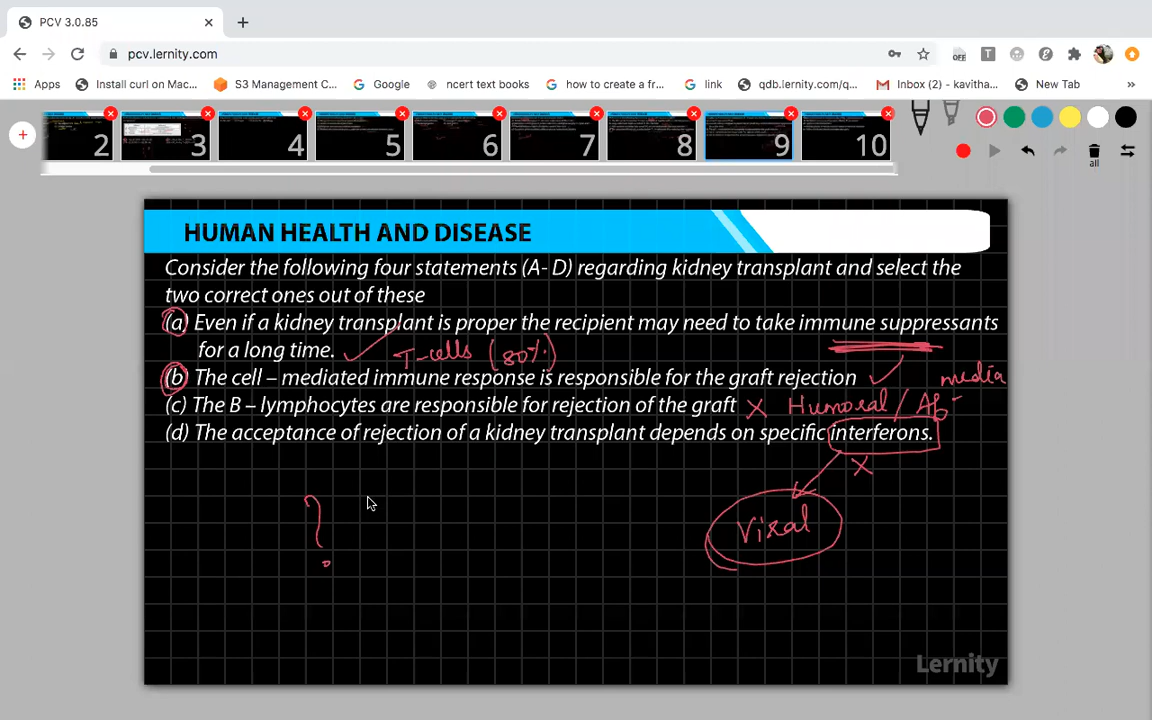 PCV 3.0.85
pcv.lernity.com
OFF
Apps Install curl on Mac... S3 Management C... Google ncert text books how to create a fr... link qdb.lernity.com/q... Inbox (2) - kavitha... New Tab »
2 3 4 5 6 7 8 9 10
all
HUMAN HEALTH AND DISEASE
Consider the following four statements (A- D) regarding kidney transplant and select the
two correct ones out of these
(a) Even if a kidney transplant is proper the recipient may need to take immune suppressants
for a long time. T-cells (80%)
(b) The cell – mediated immune response is responsible for the graft rejection
media
(c) The B – lymphocytes are responsible for rejection of the graft X Humoral / Ab-
(d) The acceptance of rejection of a kidney transplant depends on specific interferons.
X
Viral
?
Lernity